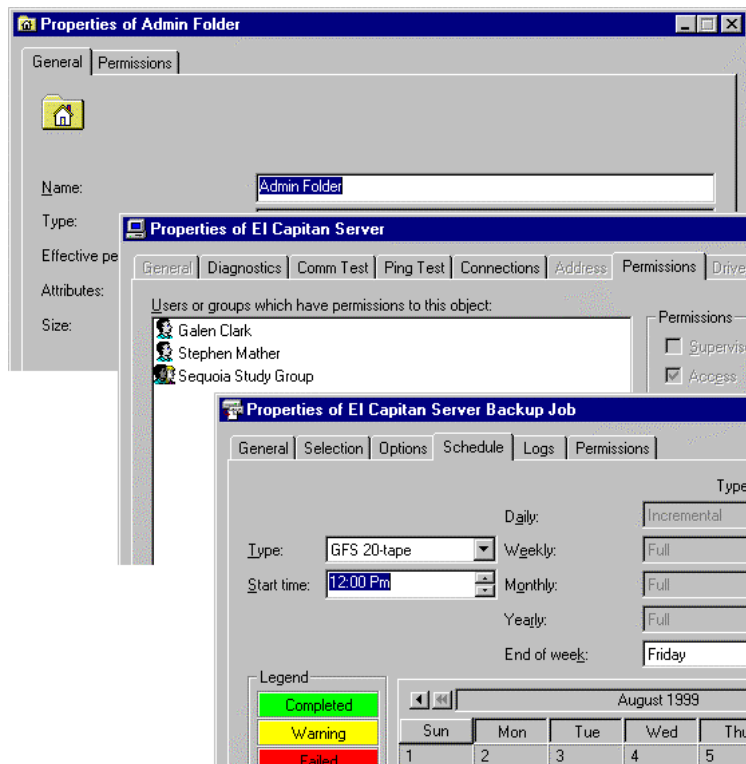 Properties of Admin Folder
General Permissions
Name: Admin Folder
Type:
Effective pe
Attributes:
Size:
Properties of El Capitan Server
General Diagnostics Comm Test Ping Test Connections Address Permissions Drive
Users or groups which have permissions to this object:
Galen Clark
Stephen Mather
Sequoia Study Group
Permissions
Superviso
Access
Properties of El Capitan Server Backup Job
General Selection Options Schedule Logs Permissions
Type
Daily: Incremental
Type: GFS 20-tape Weekly: Full
Start time: 12:00 Pm Monthly: Full
Yearly: Full
End of week: Friday
Legend
Completed
Warning
Failed
August 1999
Sun Mon Tue Wed Thu
1 2 3 4 5